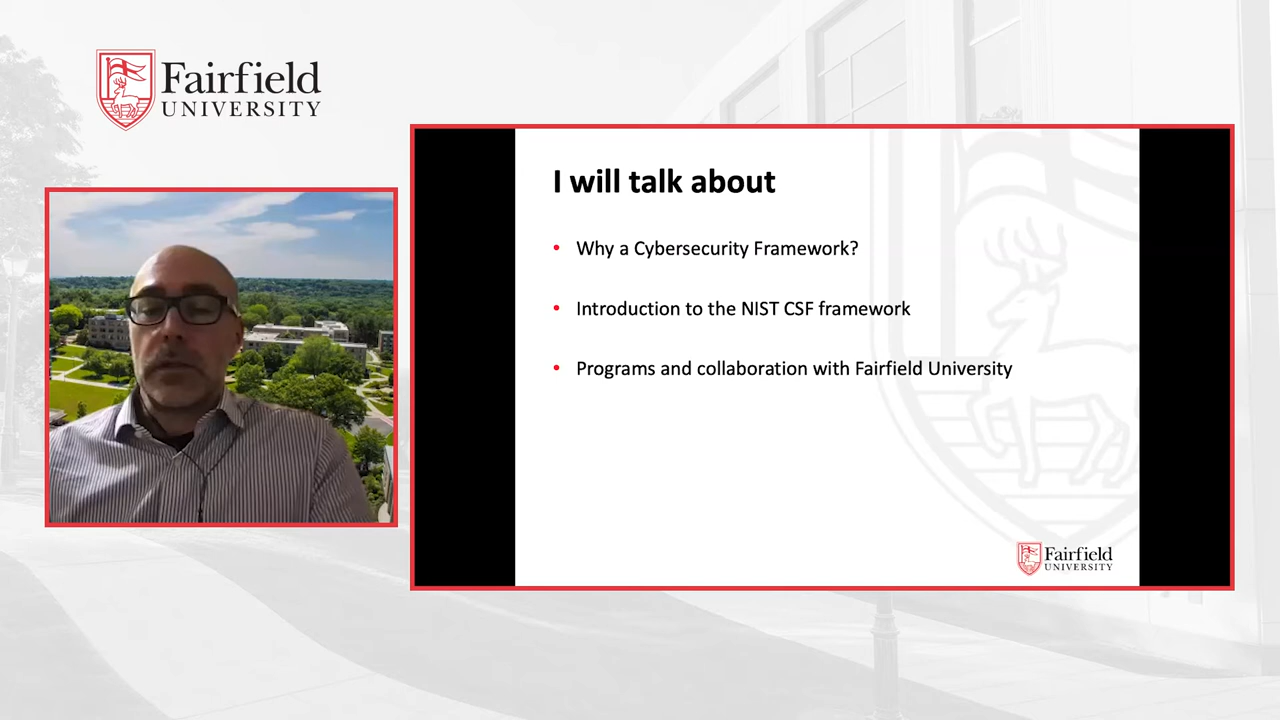 Fairfield
UNIVERSITY
I will talk about
• Why a Cybersecurity Framework?
• Introduction to the NIST CSF framework
• Programs and collaboration with Fairfield University
Fairfield
UNIVERSITY